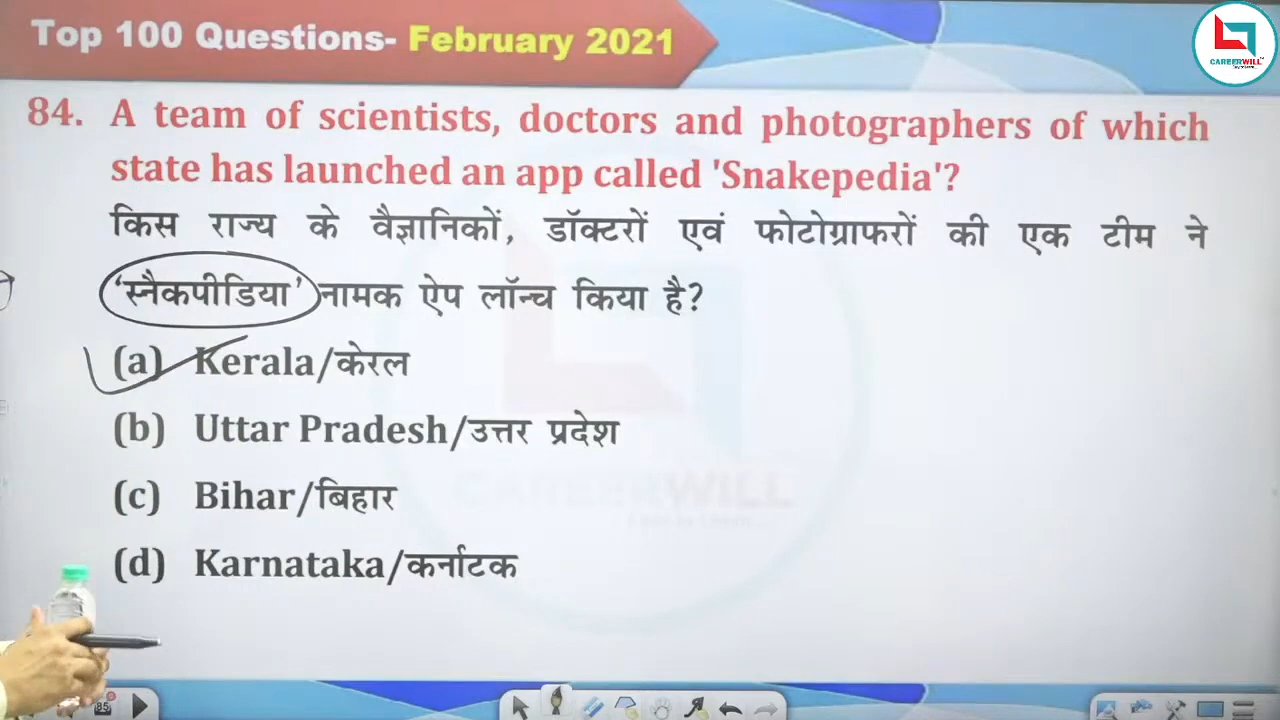 Top 100 Questions- February 2021
CAREERWILL
84. A team of scientists, doctors and photographers of which
state has launched an app called 'Snakepedia'?
किस राज्य के वैज्ञानिकों, डॉक्टरों एवं फोटोग्राफरों की एक टीम ने
‘स्नैकपीडिया’ नामक ऐप लॉन्च किया है?
(a) Kerala/केरल
(b) Uttar Pradesh/उत्तर प्रदेश
(c) Bihar/बिहार
CAREERWILL
(d) Karnataka/कर्नाटक
85